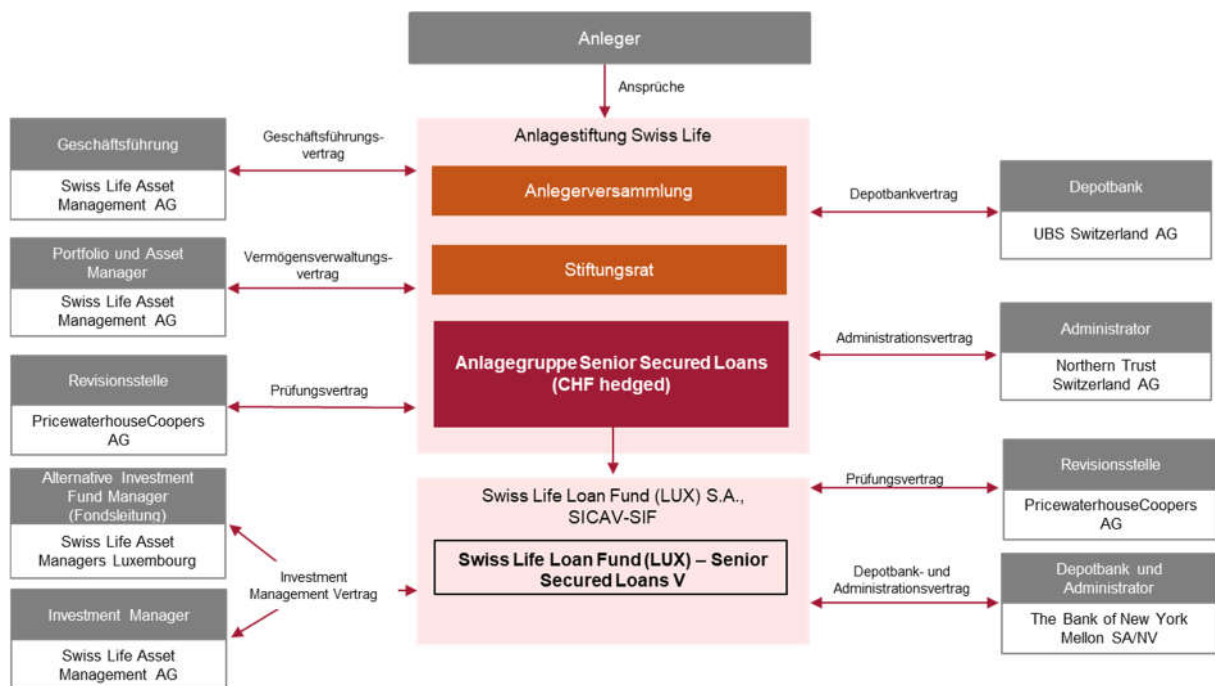 Anleger
Ansprüche
Anlagestiftung Swiss Life
Geschäftsführung
Swiss Life Asset
Management AG
Geschäftsführungs-
vertrag
Anlegerversammlung
Depotbankvertrag
Depotbank
UBS Switzerland AG
Portfolio und Asset
Manager
Swiss Life Asset
Management AG
Vermögensverwaltungs-
vertrag
Stiftungsrat
Administrationsvertrag
Administrator
Northern Trust
Switzerland AG
Revisionsstelle
PricewaterhouseCoopers
AG
Prüfungsvertrag
Anlagegruppe Senior Secured Loans
(CHF hedged)
Alternative Investment
Fund Manager
(Fondsleitung)
Swiss Life Asset
Managers Luxembourg
Investment
Management Vertrag
Investment Manager
Swiss Life Asset
Management AG
Swiss Life Loan Fund (LUX) S.A.,
SICAV-SIF
Swiss Life Loan Fund (LUX) – Senior
Secured Loans V
Prüfungsvertrag
Revisionsstelle
PricewaterhouseCoopers
AG
Depotbank- und
Administrationsvertrag
Depotbank und
Administrator
The Bank of New York
Mellon SA/NV